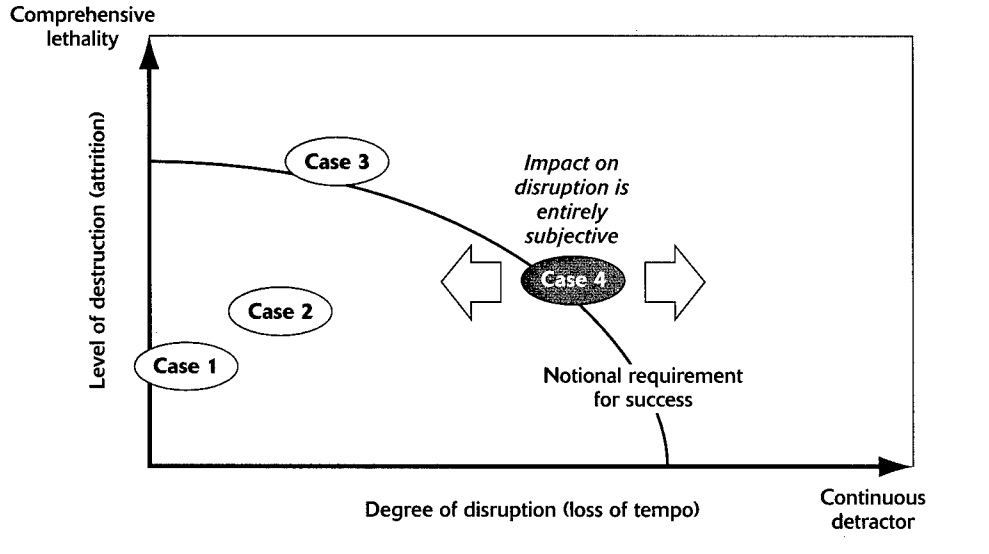 Comprehensive
lethality
Level of destruction (attrition)
Case 3
Impact on
disruption is
entirely
subjective
Case 4
Case 2
Case 1
Notional requirement
for success
Degree of disruption (loss of tempo)
Continuous
detractor